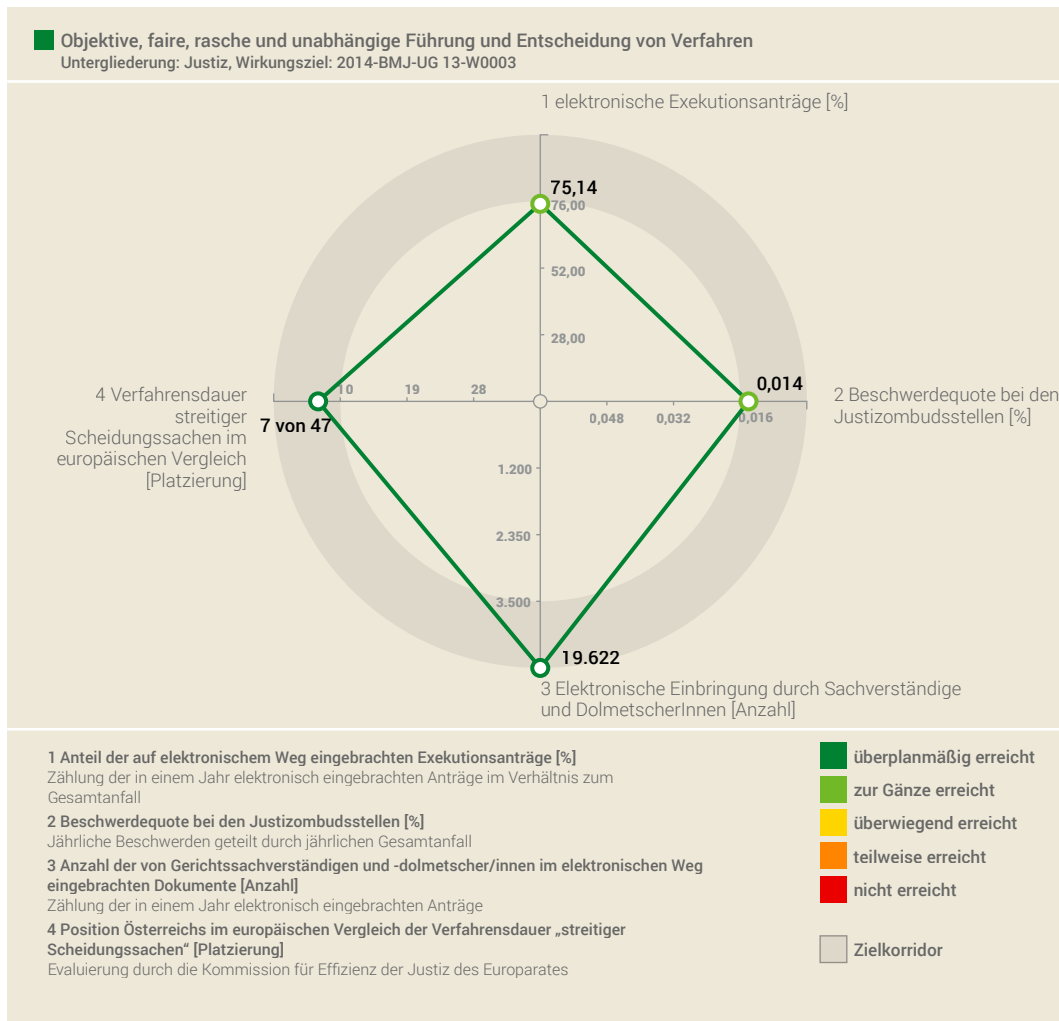 Objektive, faire, rasche und unabhängige Führung und Entscheidung von Verfahren
Untergliederung: Justiz, Wirkungsziel: 2014-BMJ-UG 13-W0003
1 elektronische Exekutionsanträge [%]
75,14
76,00
52,00
28,00
4 Verfahrensdauer
streitiger
Scheidungssachen im
europäischen Vergleich
[Platzierung]
10
19
28
7 von 47
0,014
0,048
0,032
0,016
2 Beschwerdequote bei den
Justizombudsstellen [%]
1.200
2.350
3.500
19.622
3 Elektronische Einbringung durch Sachverständige
und DolmetscherInnen [Anzahl]
1 Anteil der auf elektronischem Weg eingebrachten Exekutionsanträge [%]
Zählung der in einem Jahr elektronisch eingebrachten Anträge im Verhältnis zum
Gesamtanfall
2 Beschwerdequote bei den Justizombudsstellen [%]
Jährliche Beschwerden geteilt durch jährlichen Gesamtanfall
3 Anzahl der von Gerichtssachverständigen und -dolmetscher/innen im elektronischen Weg
eingebrachten Dokumente [Anzahl]
Zählung der in einem Jahr elektronisch eingebrachten Anträge
4 Position Österreichs im europäischen Vergleich der Verfahrensdauer „streitiger
Scheidungssachen“ [Platzierung]
Evaluierung durch die Kommission für Effizienz der Justiz des Europarates
überplanmäßig erreicht
zur Gänze erreicht
überwiegend erreicht
teilweise erreicht
nicht erreicht
Zielkorridor